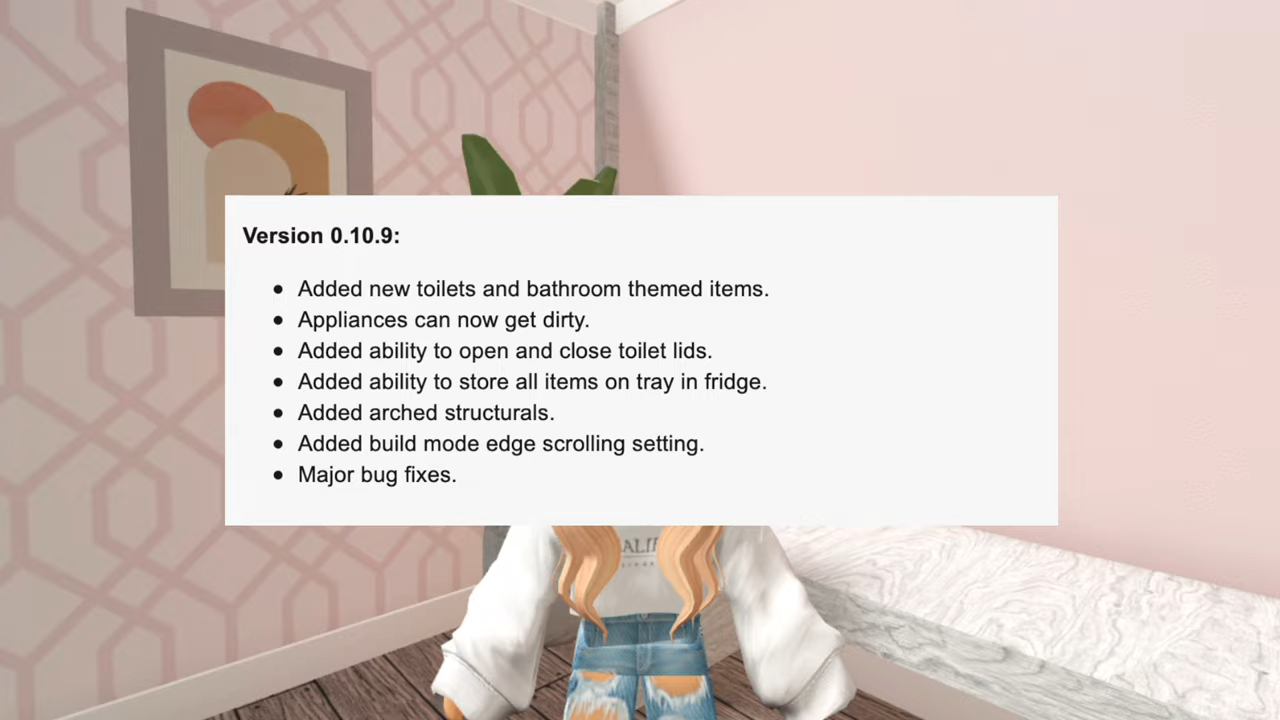 Version 0.10.9:
• Added new toilets and bathroom themed items.
• Appliances can now get dirty.
• Added ability to open and close toilet lids.
• Added ability to store all items on tray in fridge.
• Added arched structurals.
• Added build mode edge scrolling setting.
• Major bug fixes.